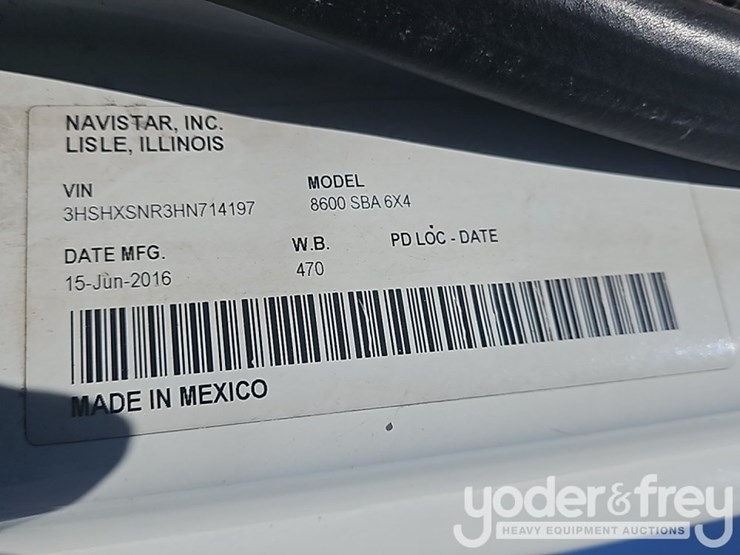 NAVISTAR, INC.
LISLE, ILLINOIS
VIN
3HSHXSNR3HN714197
MODEL
8600 SBA 6X4
DATE MFG.
15-Jun-2016
W.B.
470
PD LOC - DATE
MADE IN MEXICO
yoder&frey
HEAVY EQUIPMENT AUCTIONS